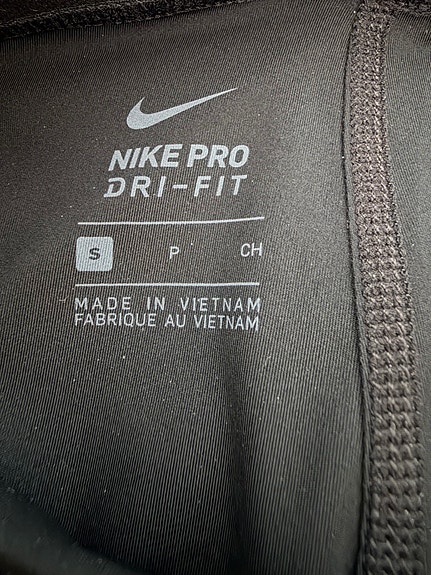 NIKE PRO
DRI-FIT
S P CH
MADE IN VIETNAM
FABRIQUE AU VIETNAM